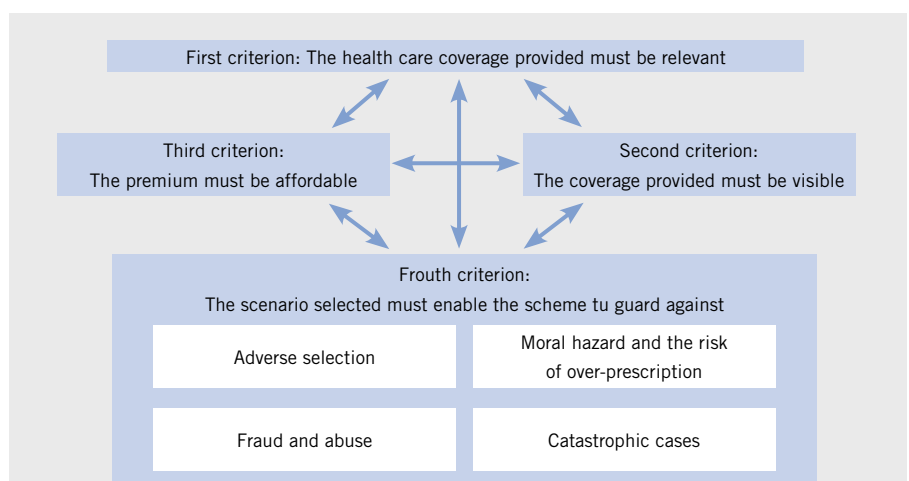 First criterion: The health care coverage provided must be relevant
Third criterion:
The premium must be affordable
Second criterion:
The coverage provided must be visible
Frouth criterion:
The scenario selected must enable the scheme tu guard against
Adverse selection
Moral hazard and the risk
of over-prescription
Fraud and abuse
Catastrophic cases